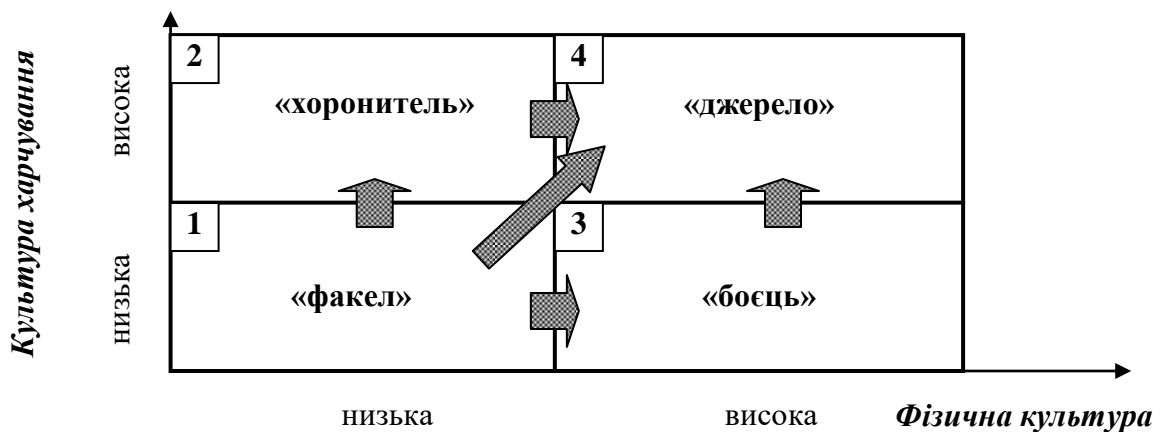 Культура харчування
висока
низька
2
«хоронитель»
4
«джерело»
1
«факел»
3
«боєць»
низька
висока
Фізична культура